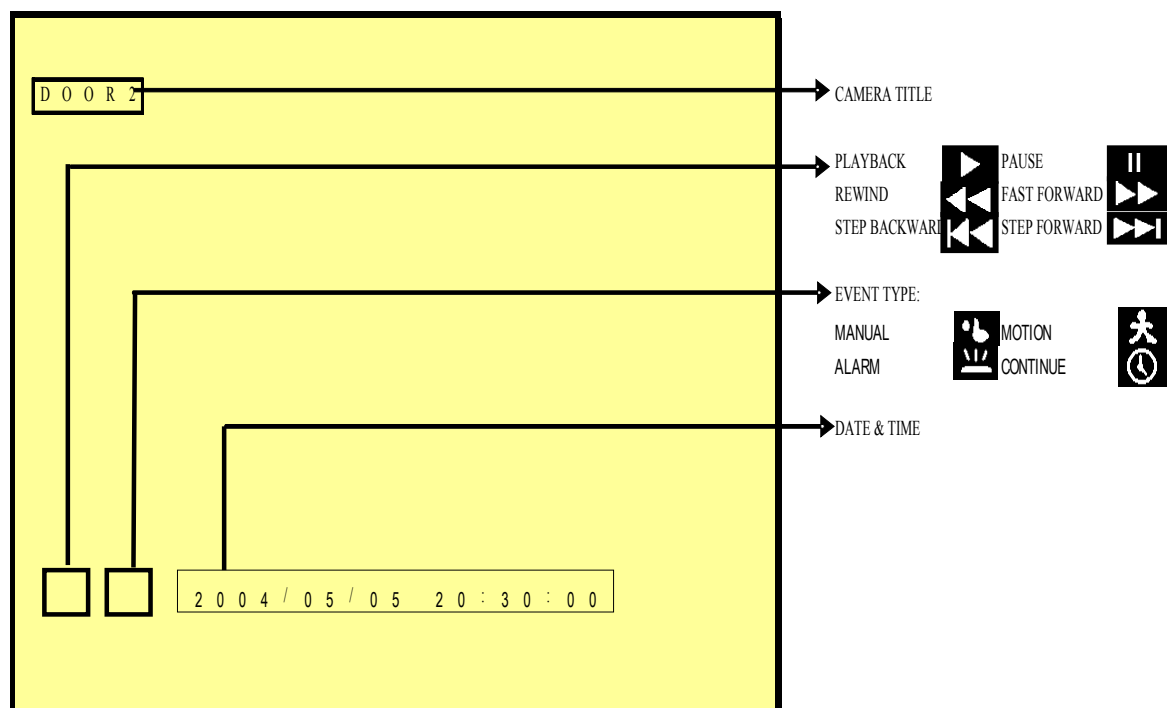 DOOR2
CAMERA TITLE
PLAYBACK PAUSE
REWIND FAST FORWARD
STEP BACKWARD STEP FORWARD
EVENT TYPE:
MANUAL MOTION
ALARM CONTINUE
DATE & TIME
2004/05/05 20:30:00